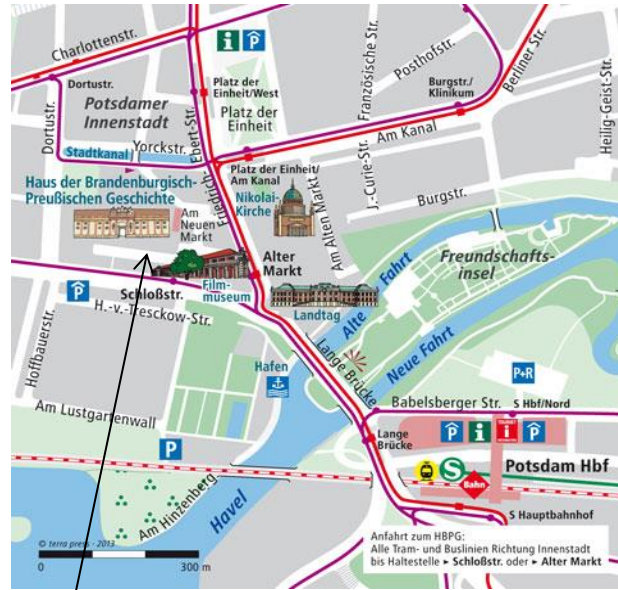 Charlottenstr.
Dortustr.
Potsdamer
Innenstadt
Dortustr.
Yorckstr.
Stadtkanal
Friedrich-Ebert-Str.
i P
Platz der
Einheit/West
Platz der
Einheit
Französische Str.
Posthofstr.
Burgstr./
Klinikum
Berliner Str.
Heilig-Geist-Str.
Am Kanal
Platz der Einheit/
Am Kanal
Nikolai-
Kirche
J.-Curie-Str.
Burgstr.
Am Alten Markt
Haus der Brandenburgisch-
Preußischen Geschichte
Am
Neuen
Markt
Alter
Markt
Film-
museum
Landtag
Schloßstr.
P
H.-v.-Tresckow-Str.
Hoffbauerstr.
Freundschafts-
insel
Alte Fahrt
Neue Fahrt
Hafen
Lange Brücke
P+R
Babelsberger Str.
S Hbf/Nord
Am Lustgartenwall
P
Lange
Brücke
P i TOURIST i P
S
Bahn
Potsdam Hbf
S Hauptbahnhof
Am Hinzenberg
Havel
© terra press - 2013
0 300 m
Anfahrt zum HBPG:
Alle Tram- und Buslinien Richtung Innenstadt
bis Haltestelle ► Schloßstr. oder ► Alter Markt